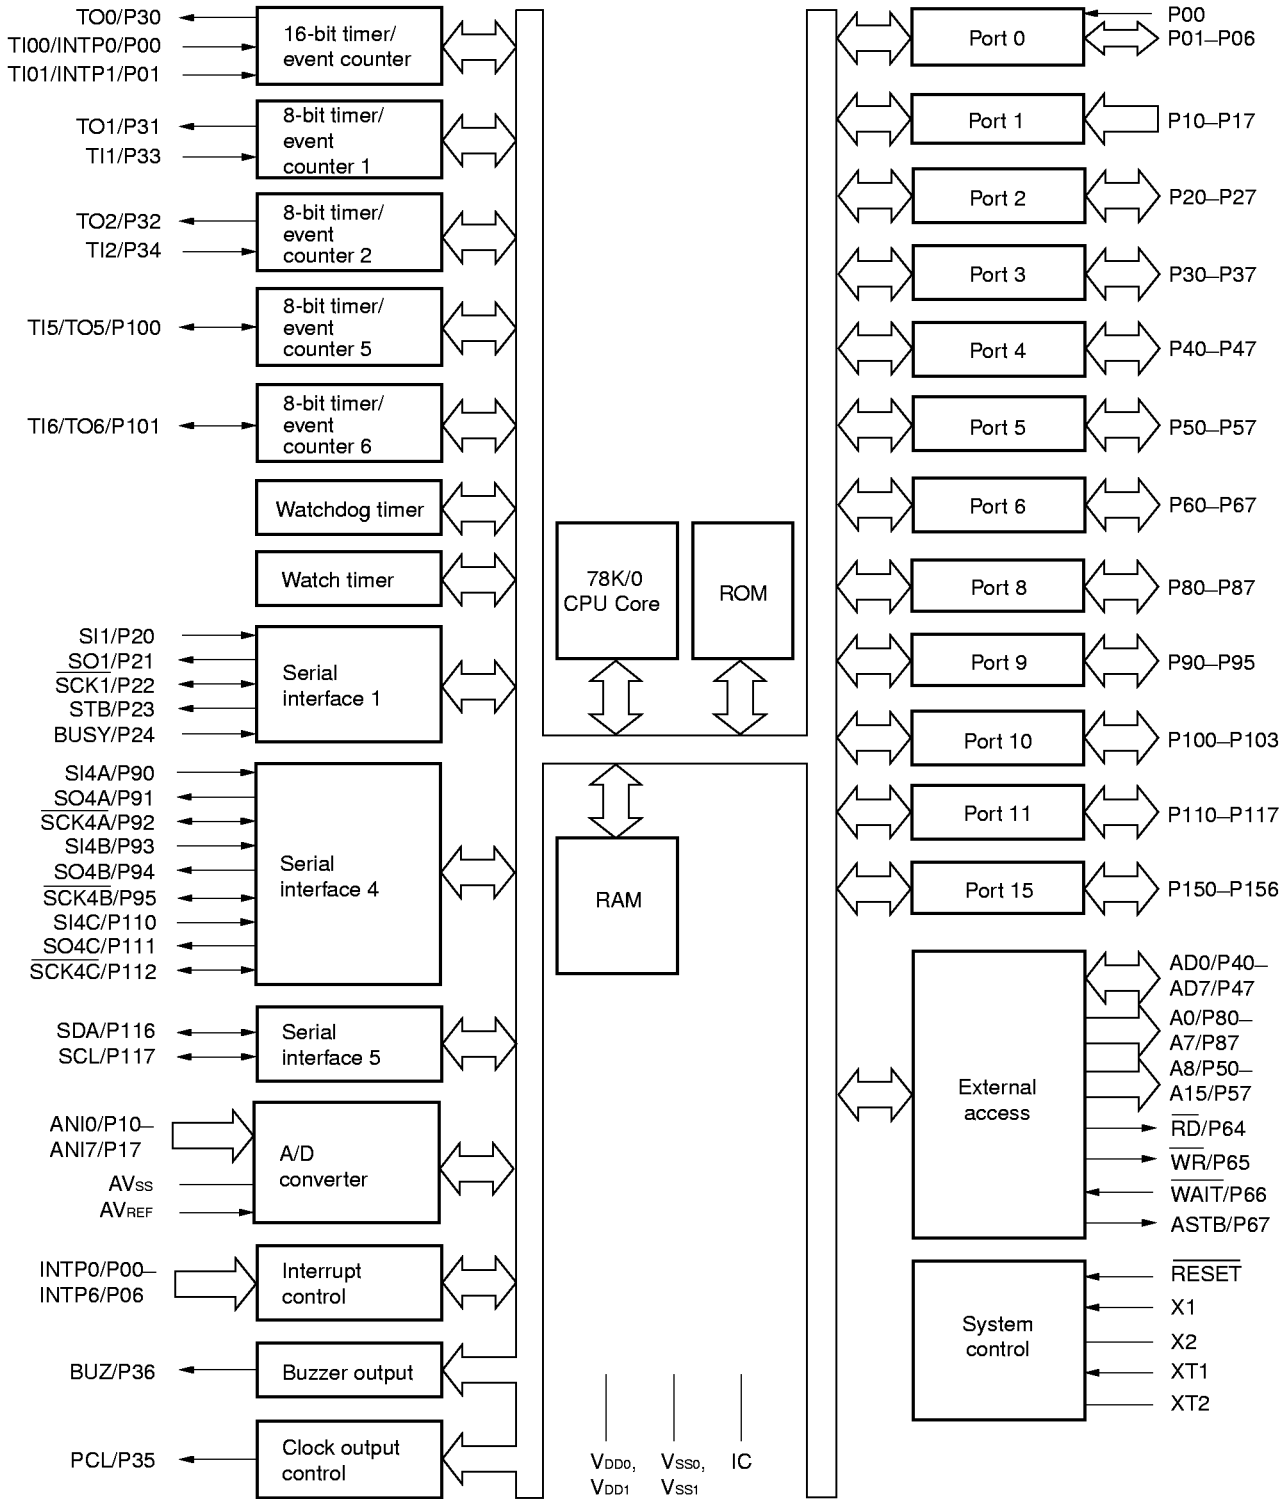 TO0/P30
TI00/INTP0/P00
TI01/INTP1/P01
16-bit timer/
event counter
TO1/P31
TI1/P33
8-bit timer/
event
counter 1
TO2/P32
TI2/P34
8-bit timer/
event
counter 2
TI5/TO5/P100
8-bit timer/
event
counter 5
TI6/TO6/P101
8-bit timer/
event
counter 6
Watchdog timer
Watch timer
SI1/P20
SO1/P21
SCK1/P22
STB/P23
BUSY/P24
Serial
interface 1
SI4A/P90
SO4A/P91
SCK4A/P92
SI4B/P93
SO4B/P94
SCK4B/P95
SI4C/P110
SO4C/P111
SCK4C/P112
Serial
interface 4
SDA/P116
SCL/P117
Serial
interface 5
ANI0/P10–
ANI7/P17
AVSS
AVREF
A/D
converter
INTP0/P00–
INTP6/P06
Interrupt
control
BUZ/P36
Buzzer output
PCL/P35
Clock output
control
78K/0
CPU Core
ROM
RAM
VDD0,
VDD1
VSS0,
VSS1
IC
Port 0
P00
P01–P06
Port 1
P10–P17
Port 2
P20–P27
Port 3
P30–P37
Port 4
P40–P47
Port 5
P50–P57
Port 6
P60–P67
Port 8
P80–P87
Port 9
P90–P95
Port 10
P100–P103
Port 11
P110–P117
Port 15
P150–P156
External
access
AD0/P40–
AD7/P47
A0/P80–
A7/P87
A8/P50–
A15/P57
RD/P64
WR/P65
WAIT/P66
ASTB/P67
System
control
RESET
X1
X2
XT1
XT2